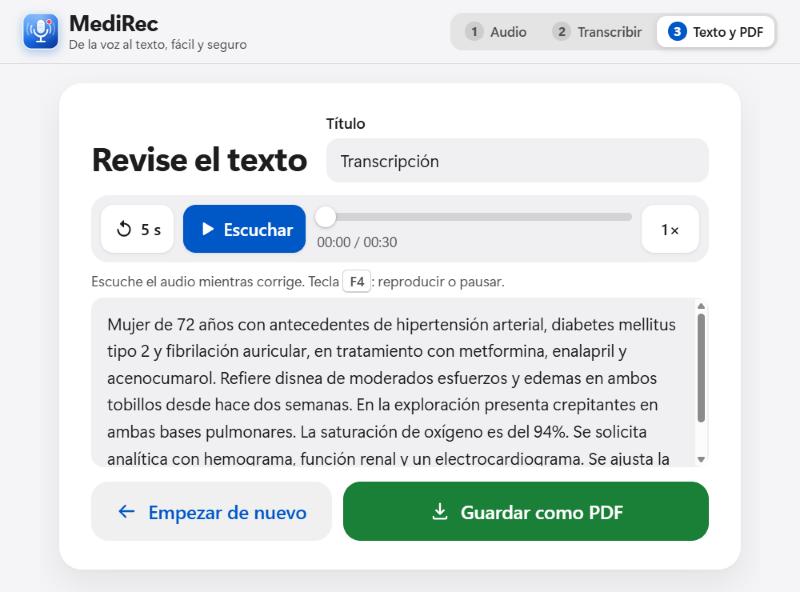 MediRec
De la voz al texto, fácil y seguro
1 Audio
2 Transcribir
3 Texto y PDF
Título
Revise el texto
Transcripción
5 s
Escuchar
00:00 / 00:30
1×
Escuche el audio mientras corrige. Tecla F4 : reproducir o pausar.
Mujer de 72 años con antecedentes de hipertensión arterial, diabetes mellitus
tipo 2 y fibrilación auricular, en tratamiento con metformina, enalapril y
acenocumarol. Refiere disnea de moderados esfuerzos y edemas en ambos
tobillos desde hace dos semanas. En la exploración presenta crepitantes en
ambas bases pulmonares. La saturación de oxígeno es del 94%. Se solicita
analítica con hemograma, función renal y un electrocardiograma. Se ajusta la
Empezar de nuevo
Guardar como PDF